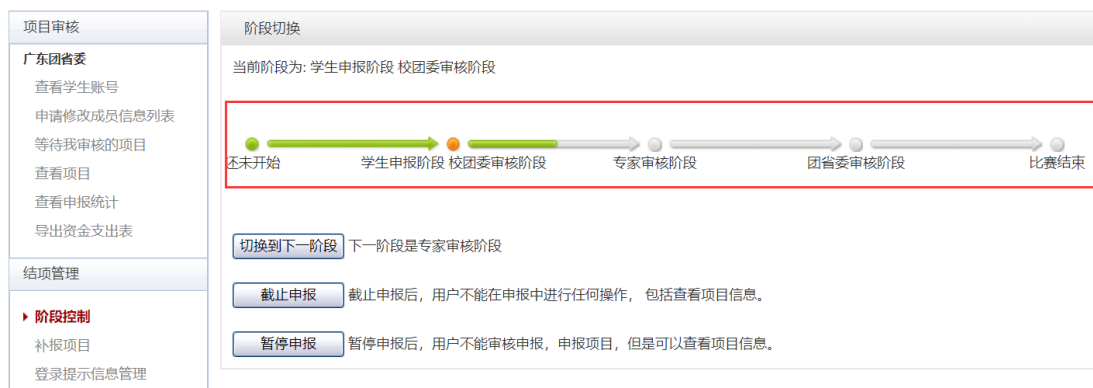 项目审核
广东团省委
查看学生账号
申请修改成员信息列表
等待我审核的项目
查看项目
查看申报统计
导出资金支出表
结项管理
阶段控制
补报项目
登录提示信息管理
阶段切换
当前阶段为: 学生申报阶段 校团委审核阶段
还未开始 学生申报阶段 校团委审核阶段 专家审核阶段 团省委审核阶段 比赛结束
切换到下一阶段 下一阶段是专家审核阶段
截止申报 截止申报后，用户不能在申报中进行任何操作， 包括查看项目信息。
暂停申报 暂停申报后，用户不能审核申报，申报项目，但是可以查看项目信息。